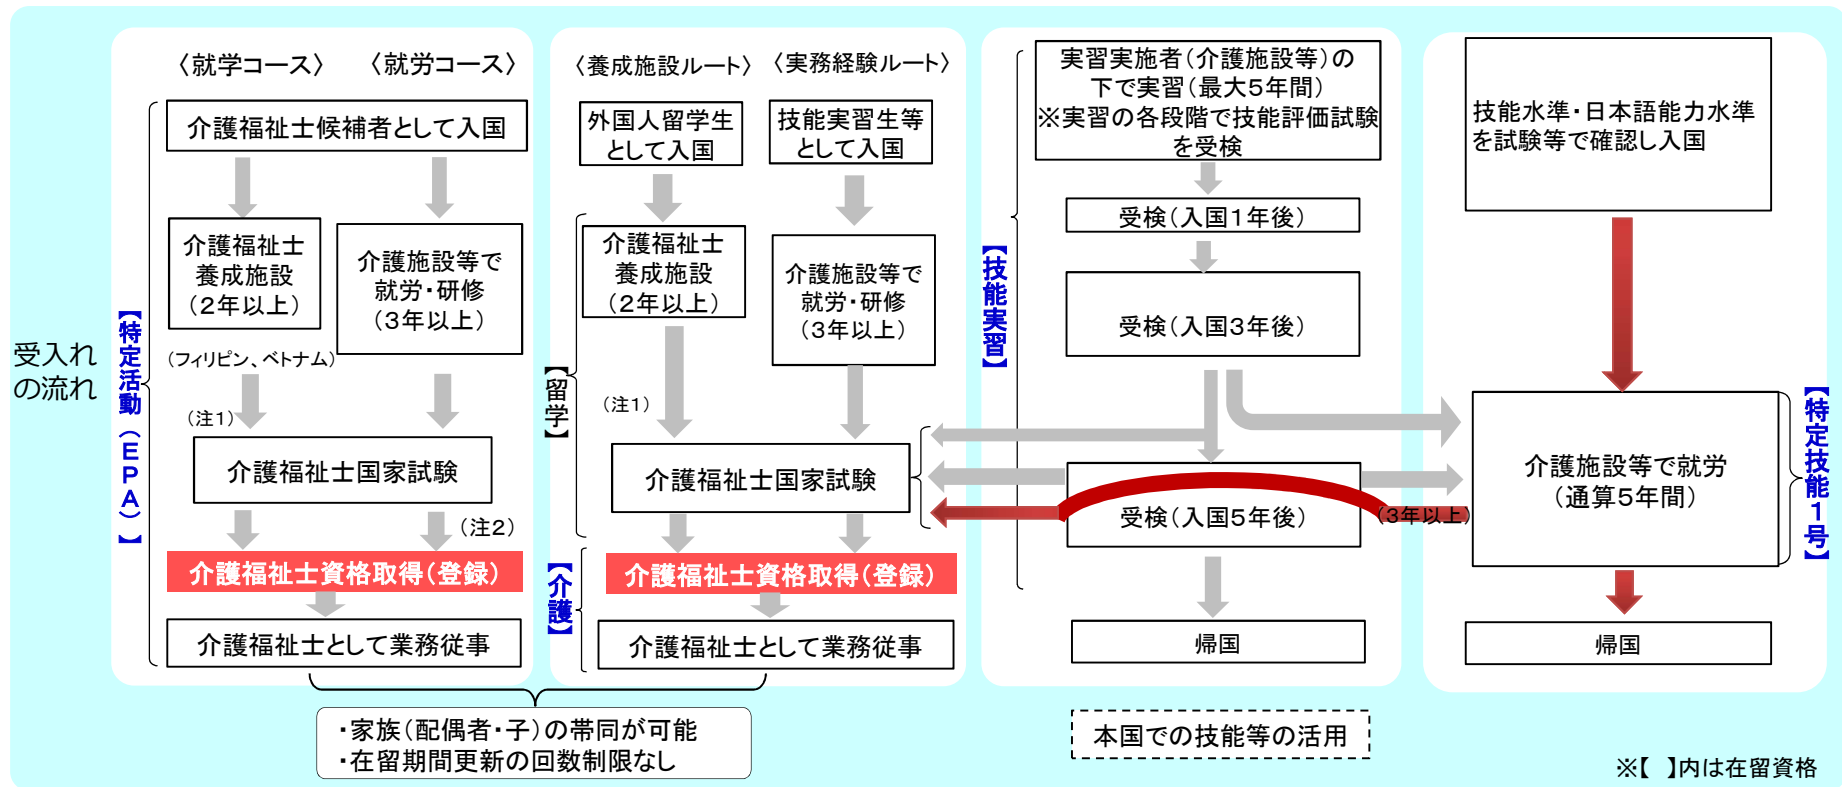 受入れ
の流れ
〈就学コース〉
〈就労コース〉
【特定活動(EPA)】
介護福祉士候補者として入国
介護福祉士
養成施設
(2年以上)
介護施設等で
就労・研修
(3年以上)
(フィリピン、ベトナム)
(注1)
介護福祉士国家試験
(注2)
介護福祉士資格取得(登録)
介護福祉士として業務従事
〈養成施設ルート〉
〈実務経験ルート〉
外国人留学生
として入国
技能実習生等
として入国
【留学】
介護福祉士
養成施設
(2年以上)
介護施設等で
就労・研修
(3年以上)
(注1)
介護福祉士国家試験
【介護】
介護福祉士資格取得(登録)
介護福祉士として業務従事
・家族(配偶者・子)の帯同が可能
・在留期間更新の回数制限なし
【技能実習】
実習実施者(介護施設等)の
下で実習(最大5年間)
※実習の各段階で技能評価試験
を受検
受検(入国1年後)
受検(入国3年後)
受検(入国5年後)
帰国
本国での技能等の活用
技能水準・日本語能力水準
を試験等で確認し入国
(3年以上)
介護施設等で就労
(通算5年間)
【特定技能1号】
帰国
※【 】内は在留資格